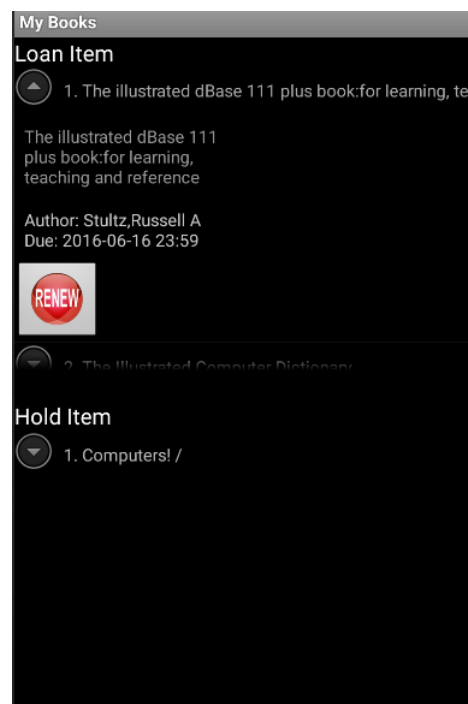 My Books
Loan Item
1. The illustrated dBase 111 plus book:for learning, te
The illustrated dBase 111
plus book:for learning,
teaching and reference
Author: Stultz,Russell A
Due: 2016-06-16 23:59
RENEW
2. The Illustrated Computer Dictionary
Hold Item
1. Computers! /